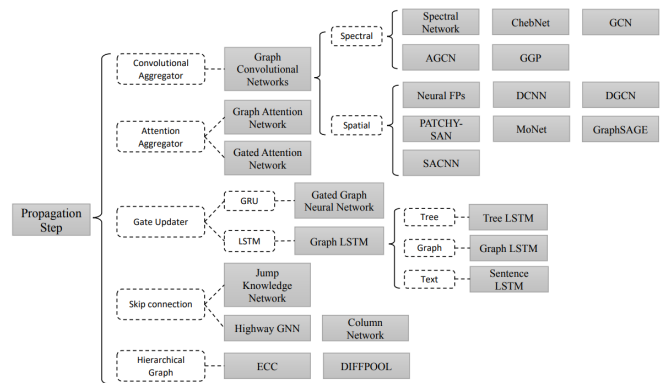 Propagation
Step
Convolutional
Aggregator
Graph
Convolutional
Networks
Spectral
Spectral
Network
ChebNet
GCN
AGCN
GGP
Spatial
Neural FPs
DCNN
DGCN
PATCHY-
SAN
MoNet
GraphSAGE
SACNN
Attention
Aggregator
Graph Attention
Network
Gated Attention
Network
Gate Updater
GRU
Gated Graph
Neural Network
LSTM
Graph LSTM
Tree
Tree LSTM
Graph
Graph LSTM
Text
Sentence
LSTM
Skip connection
Jump
Knowledge
Network
Highway GNN
Column
Network
Hierarchical
Graph
ECC
DIFFPOOL